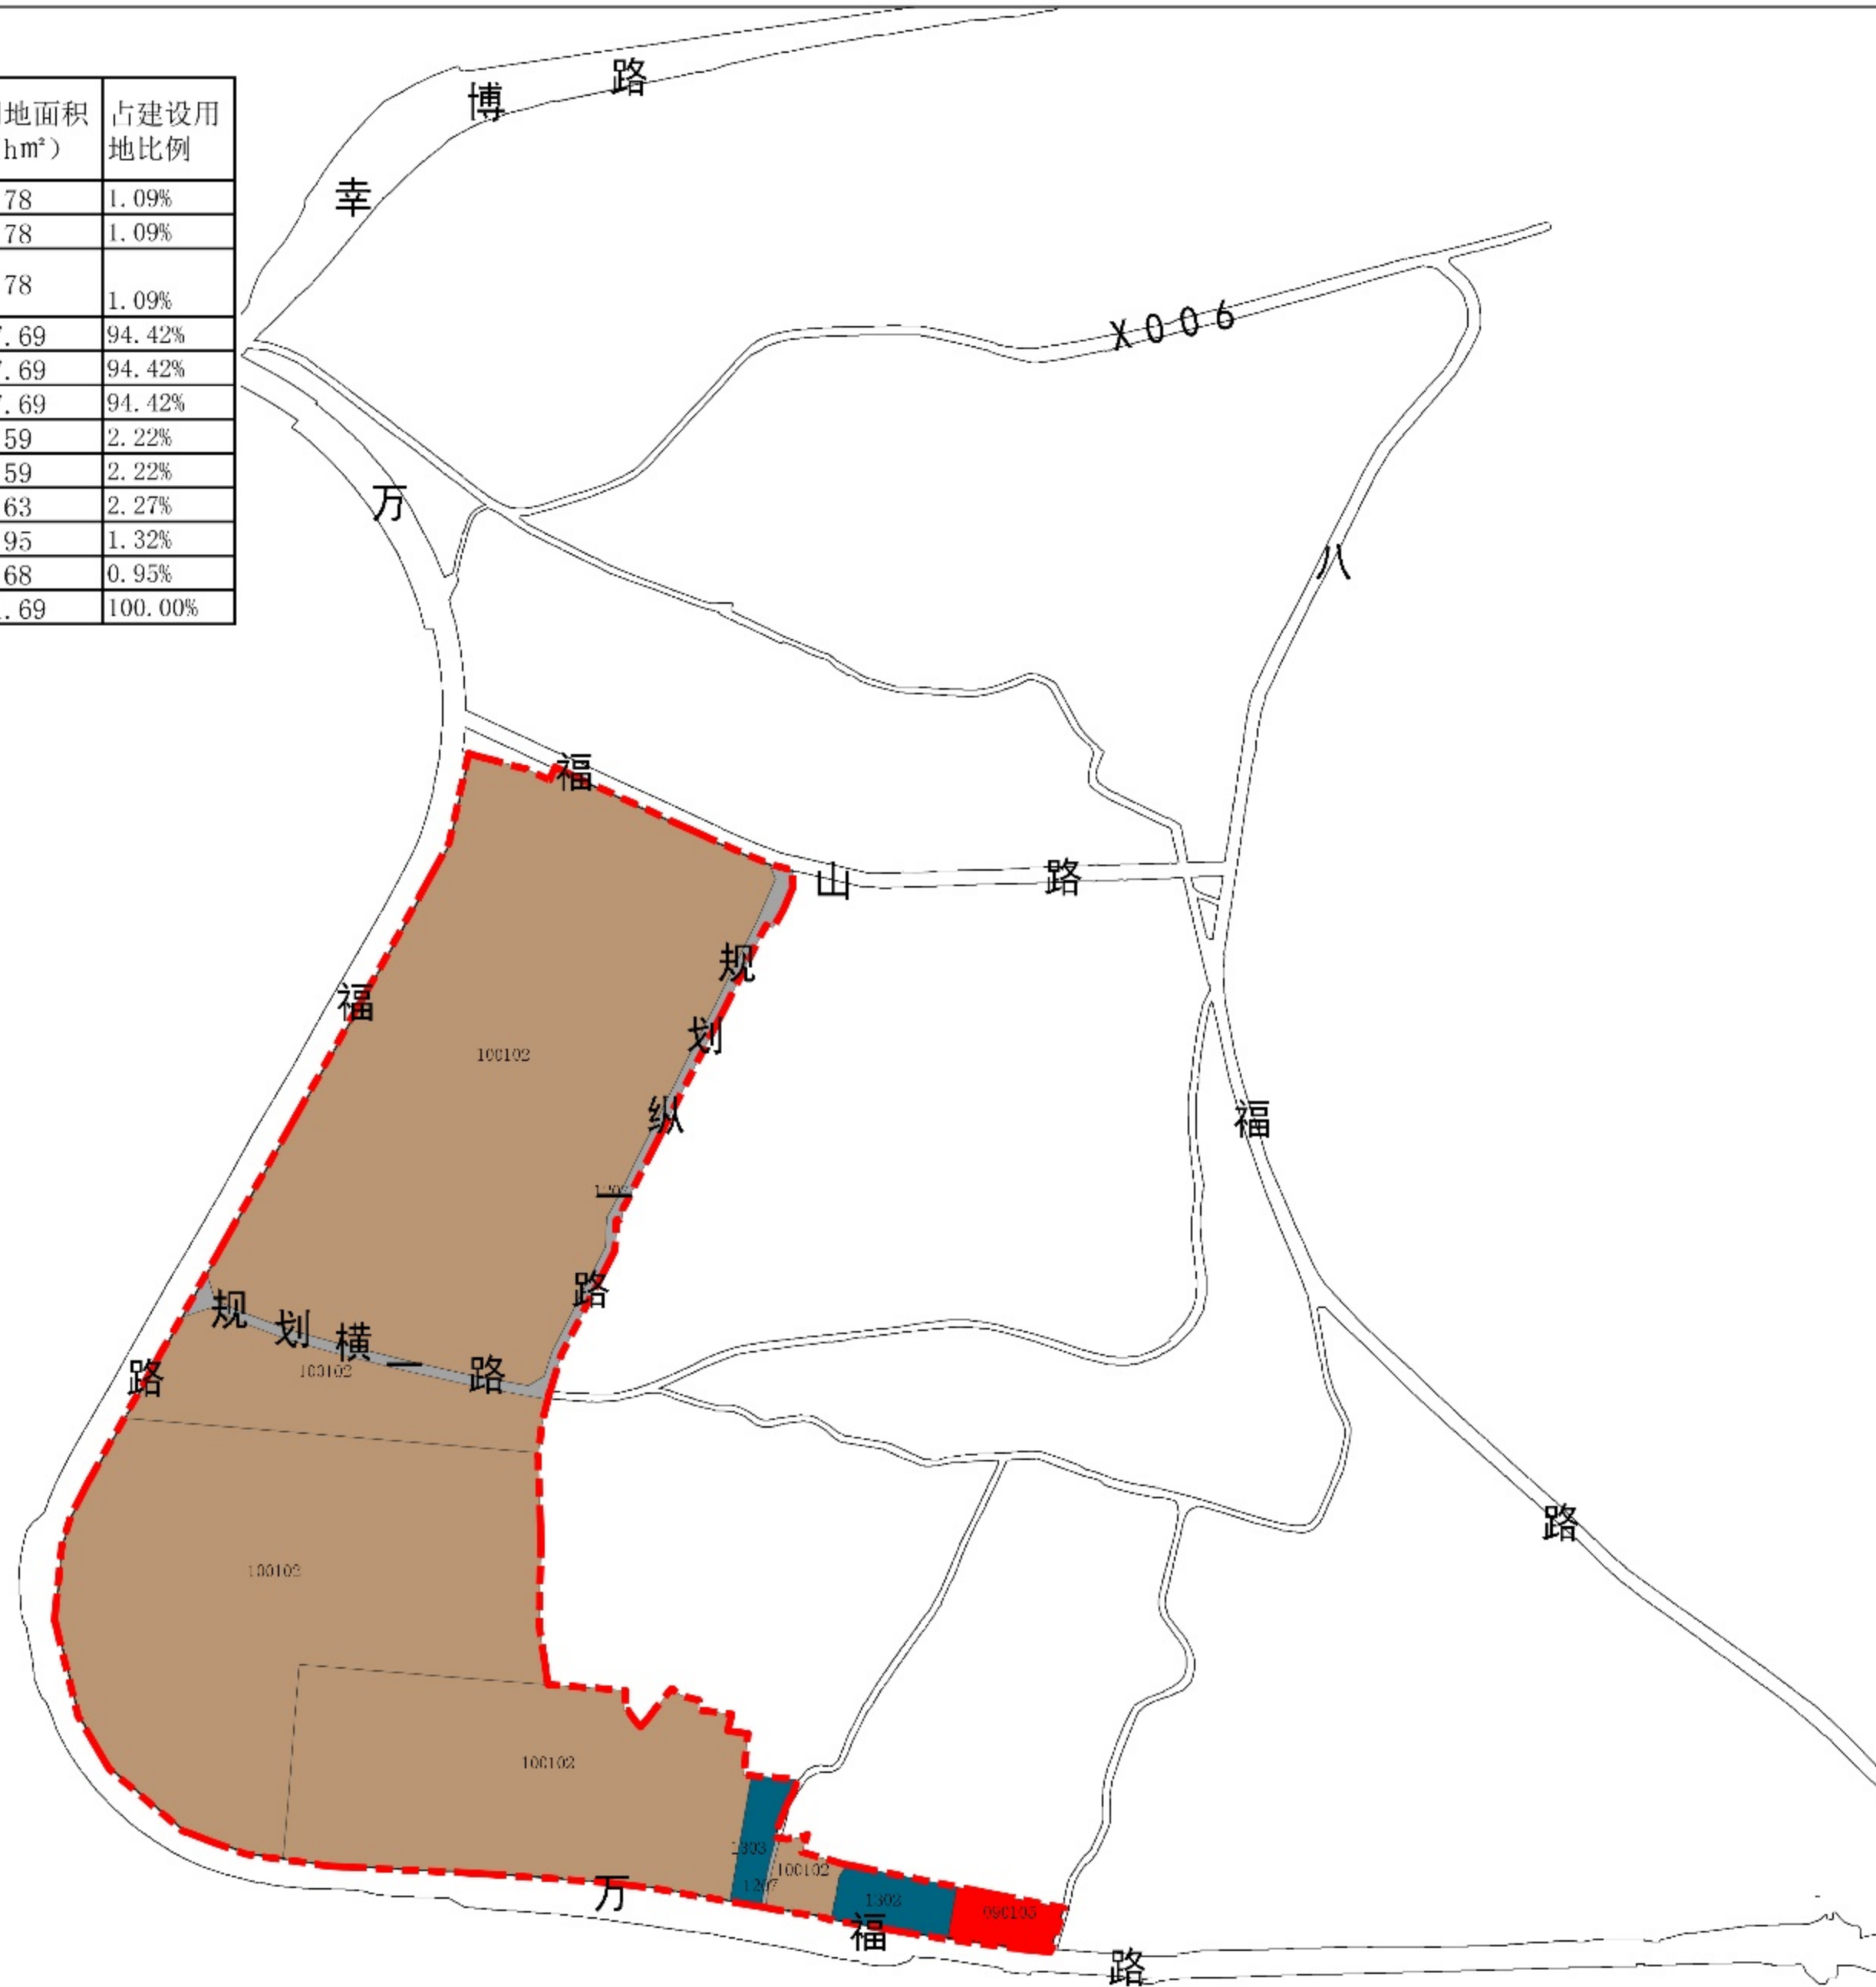 地面积 占建设用
hm²） 地比例
78 1.09%
78 1.09%
78 1.09%
.69 94.42%
.69 94.42%
.69 94.42%
59 2.22%
59 2.22%
63 2.27%
95 1.32%
68 0.95%
.69 100.00%
幸 博 路
X006
万 福 路
八 福 路
福 山 路
规划纵一路
100102
规划横一路
100102
100102
100102
1207
100102
1302
万 福 路